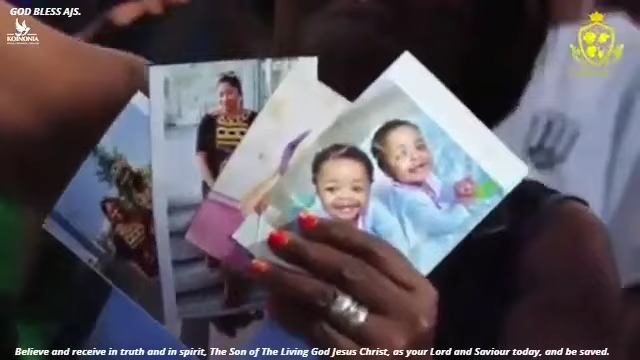 GOD BLESS AJS.
KOINONIA
Believe and receive in truth and in spirit, The Son of The Living God Jesus Christ, as your Lord and Saviour today, and be saved.